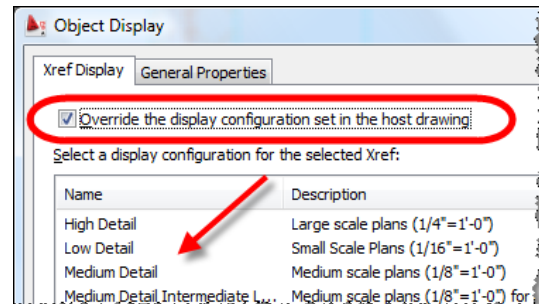 Object Display
Xref Display General Properties
Override the display configuration set in the host drawing
Select a display configuration for the selected Xref:
Name Description
High Detail Large scale plans (1/4"=1'-0")
Low Detail Small Scale Plans (1/16"=1'-0")
Medium Detail Medium scale plans (1/8"=1'-0")
Medium Detail Intermediate L... Medium scale plans (1/8"=1'-0") for